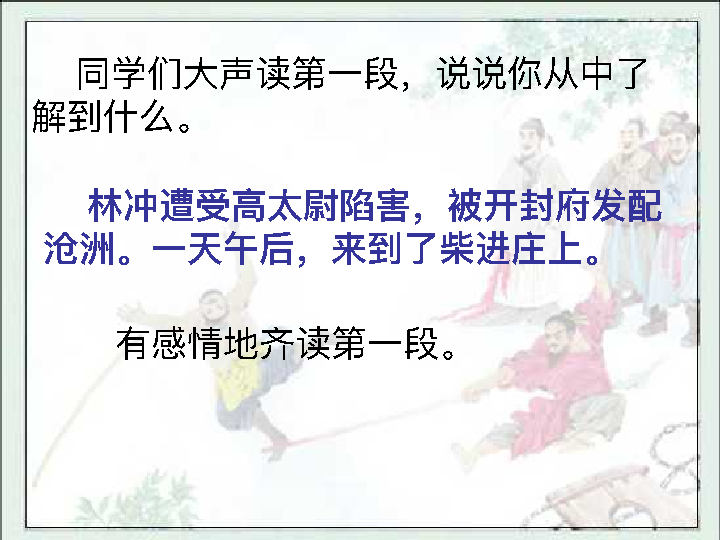 同学们大声读第一段，说说你从中了
解到什么。
林冲遭受高太尉陷害，被开封府发配
沧洲。一天午后，来到了柴进庄上。
有感情地齐读第一段。